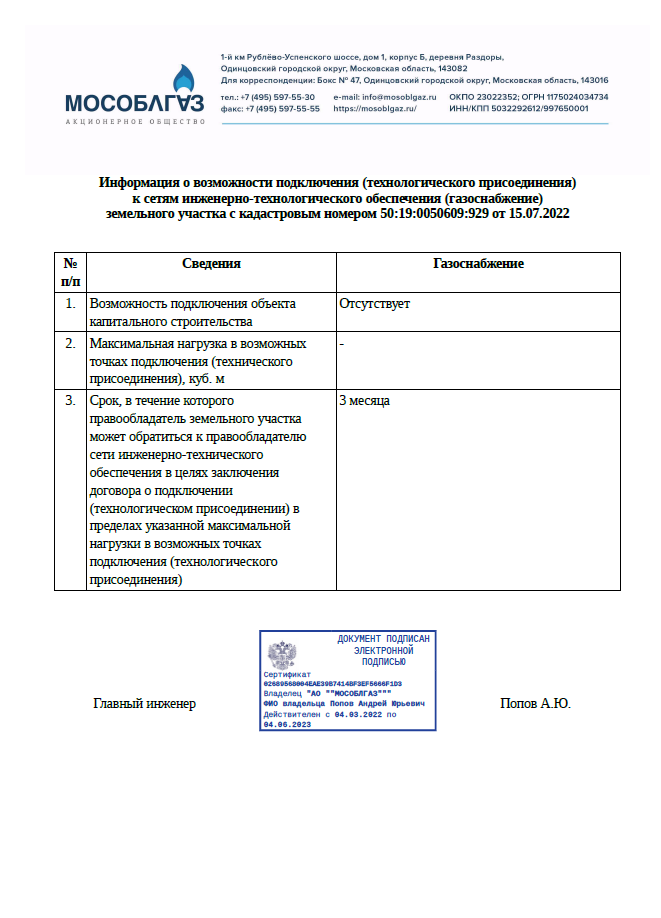 1-й км Рублёво-Успенского шоссе, дом 1, корпус Б, деревня Раздоры,
Одинцовский городской округ, Московская область, 143082
Для корреспонденции: Бокс № 47, Одинцовский городской округ, Московская область, 143016
МОСОБЛГАЗ
АКЦИОНЕРНОЕ ОБЩЕСТВО
тел.: +7 (495) 597-55-30 e-mail: info@mosoblgaz.ru ОКПО 23022352; ОГРН 1175024034734
факс: +7 (495) 597-55-55 https://mosoblgaz.ru/ ИНН/КПП 5032292612/997650001
Информация о возможности подключения (технологического присоединения)
к сетям инженерно-технологического обеспечения (газоснабжение)
земельного участка с кадастровым номером 50:19:0050609:929 от 15.07.2022
№ п/п Сведения Газоснабжение
1. Возможность подключения объекта Отсутствует
капитального строительства
2. Максимальная нагрузка в возможных -
точках подключения (технического
присоединения), куб. м
3. Срок, в течение которого 3 месяца
правообладатель земельного участка
может обратиться к правообладателю
сети инженерно-технического
обеспечения в целях заключения
договора о подключении
(технологическом присоединении) в
пределах указанной максимальной
нагрузки в возможных точках
подключения (технологического
присоединения)
ДОКУМЕНТ ПОДПИСАН
ЭЛЕКТРОННОЙ
ПОДПИСЬЮ
Сертификат
02689568004EAE39B7414BF3EF5666F1D3
Владелец "АО ""МОСОБЛГАЗ"""
ФИО владельца Попов Андрей Юрьевич
Действителен с 04.03.2022 по
04.06.2023
Главный инженер Попов А.Ю.